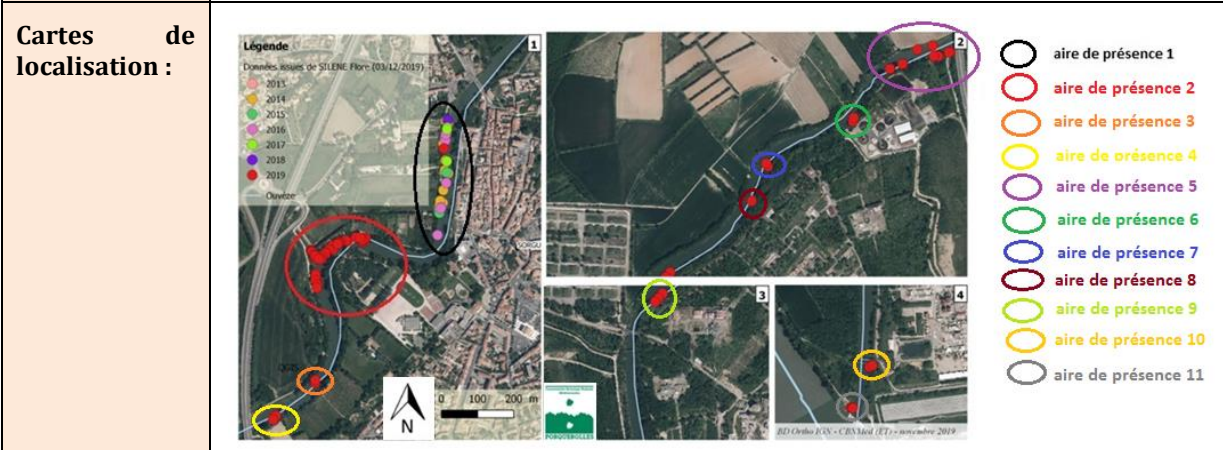 Cartes de
localisation :
Légende
Données issues de SILENE Flore (03/12/2019)
2013
2014
2015
2016
2017
2018
2019
Ouvèze
1
SORGU
0 100 200 m
N
2
3
PORQUEROLLES
4
BD Ortho IGN - CBNMed (ET) - novembre 2019
aire de présence 1
aire de présence 2
aire de présence 3
aire de présence 4
aire de présence 5
aire de présence 6
aire de présence 7
aire de présence 8
aire de présence 9
aire de présence 10
aire de présence 11